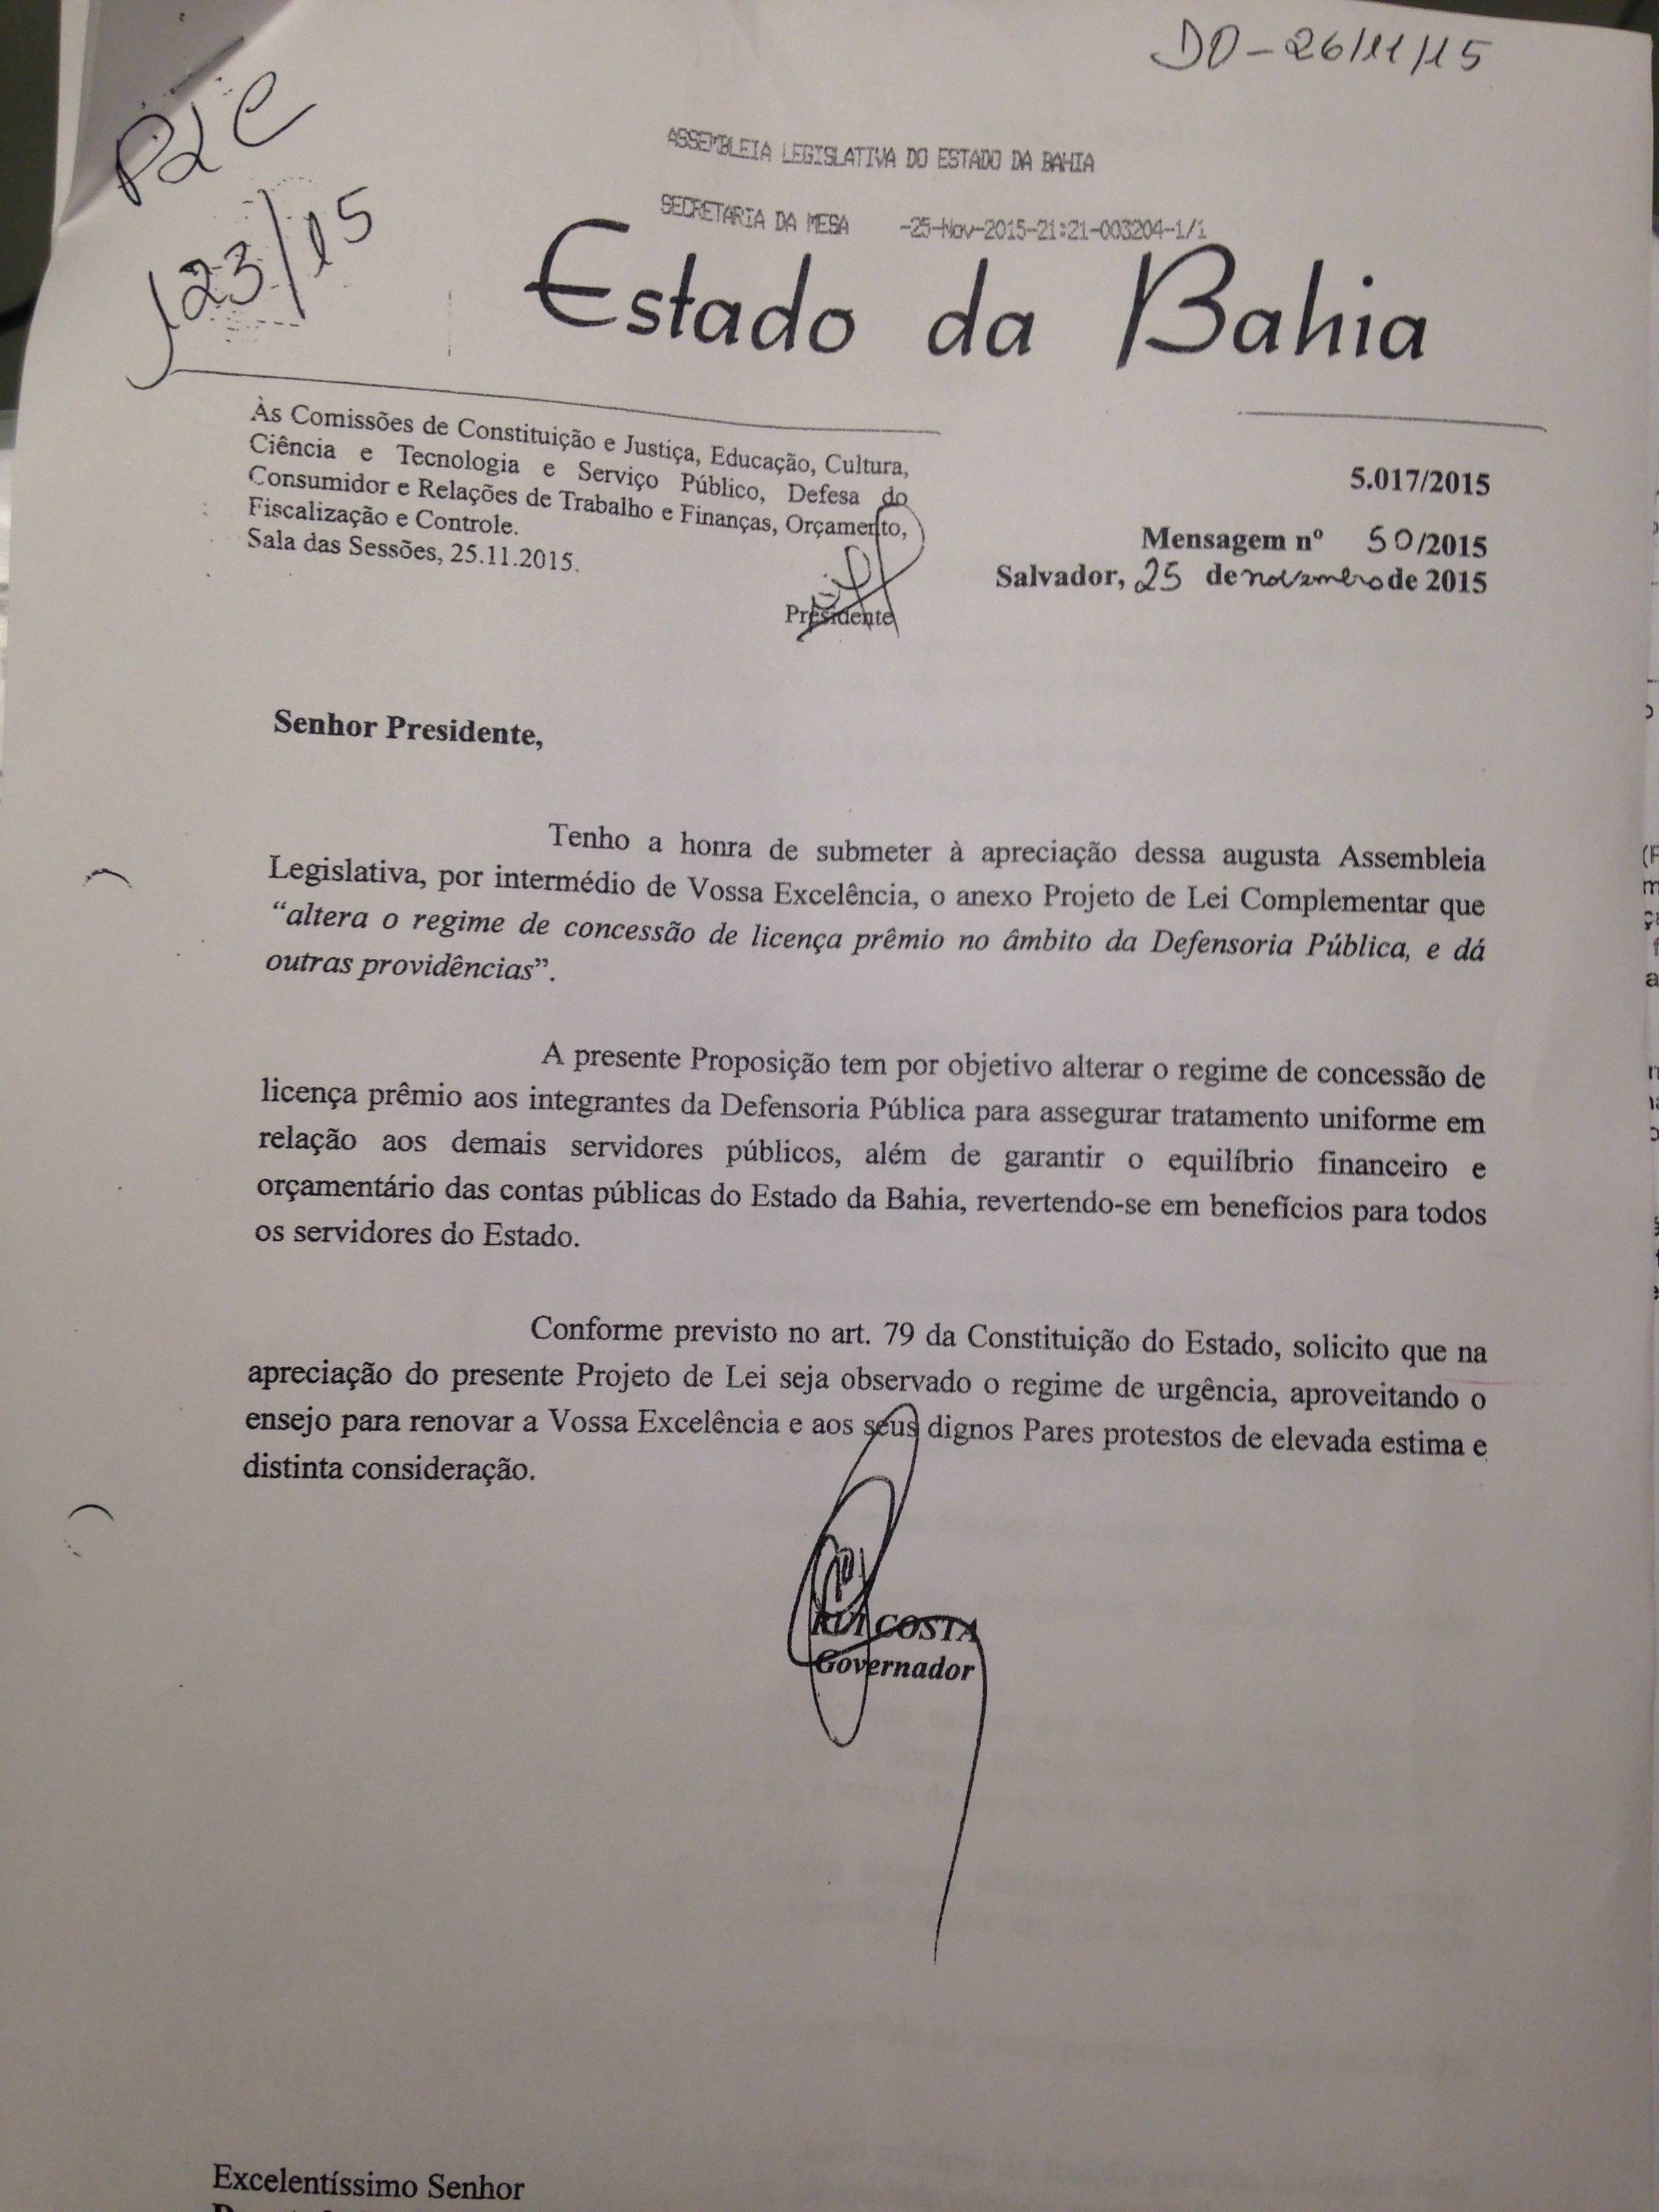 DO-26/11/15
PLC
123/15
ASSEMBLEIA LEGISLATIVA DO ESTADO DA BAHIA
SECRETARIA DA MESA -25-Nov-2015-21:21-003204-1/1
Estado da Bahia
Às Comissões de Constituição e Justiça, Educação, Cultura,
Ciência e Tecnologia e Serviço Público, Defesa do
Consumidor e Relações de Trabalho e Finanças, Orçamento,
Fiscalização e Controle.
Sala das Sessões, 25.11.2015.
Presidente
5.017/2015
Mensagem nº 50/2015
Salvador, 25 de novembro de 2015
Senhor Presidente,
Tenho a honra de submeter à apreciação dessa augusta Assembleia
Legislativa, por intermédio de Vossa Excelência, o anexo Projeto de Lei Complementar que
“altera o regime de concessão de licença prêmio no âmbito da Defensoria Pública, e dá
outras providências”.
A presente Proposição tem por objetivo alterar o regime de concessão de
licença prêmio aos integrantes da Defensoria Pública para assegurar tratamento uniforme em
relação aos demais servidores públicos, além de garantir o equilíbrio financeiro e
orçamentário das contas públicas do Estado da Bahia, revertendo-se em benefícios para todos
os servidores do Estado.
Conforme previsto no art. 79 da Constituição do Estado, solicito que na
apreciação do presente Projeto de Lei seja observado o regime de urgência, aproveitando o
ensejo para renovar a Vossa Excelência e aos seus dignos Pares protestos de elevada estima e
distinta consideração.
RUI COSTA
Governador
Excelentíssimo Senhor